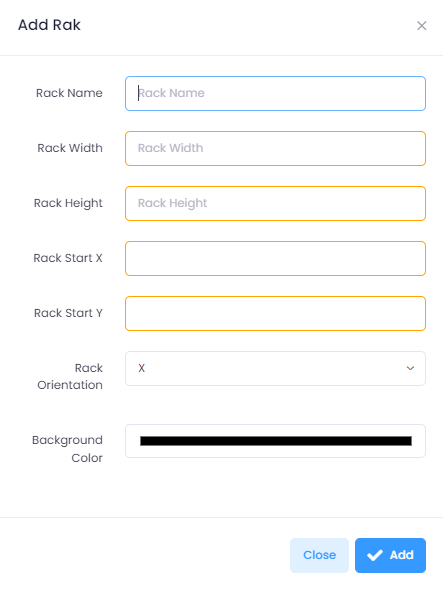 Add Rak
Rack Name
Rack Name
Rack Width
Rack Width
Rack Height
Rack Height
Rack Start X
Rack Start Y
Rack
Orientation
X
Background
Color
Close
Add